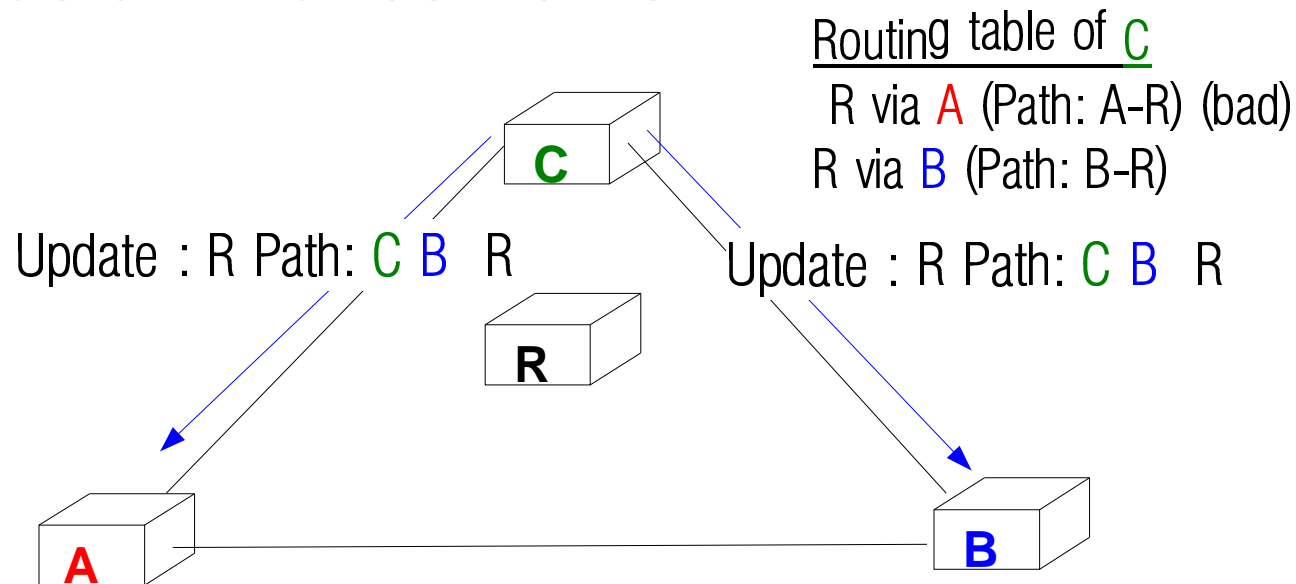 Routing table of C
R via A (Path: A-R) (bad)
R via B (Path: B-R)
C
Update : R Path: C B R
Update : R Path: C B R
R
A
B